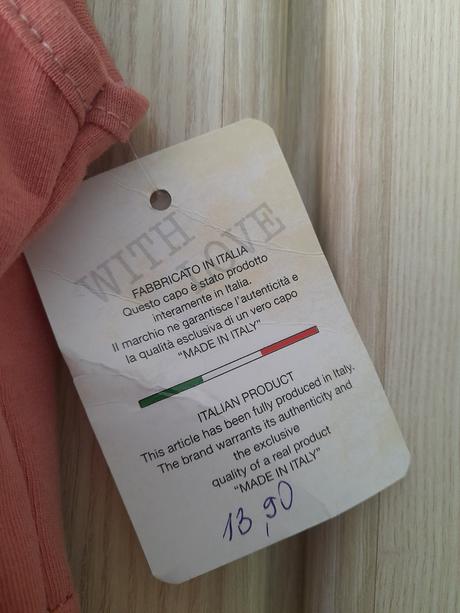 WITH
LOVE
FABBRICATO IN ITALIA
Questo capo è stato prodotto
interamente in Italia.
Il marchio ne garantisce l'autenticità e
la qualità esclusiva di un vero capo
"MADE IN ITALY"
ITALIAN PRODUCT
This article has been fully produced in Italy.
The brand warrants its authenticity and
the exclusive
quality of a real product
"MADE IN ITALY"
13,90